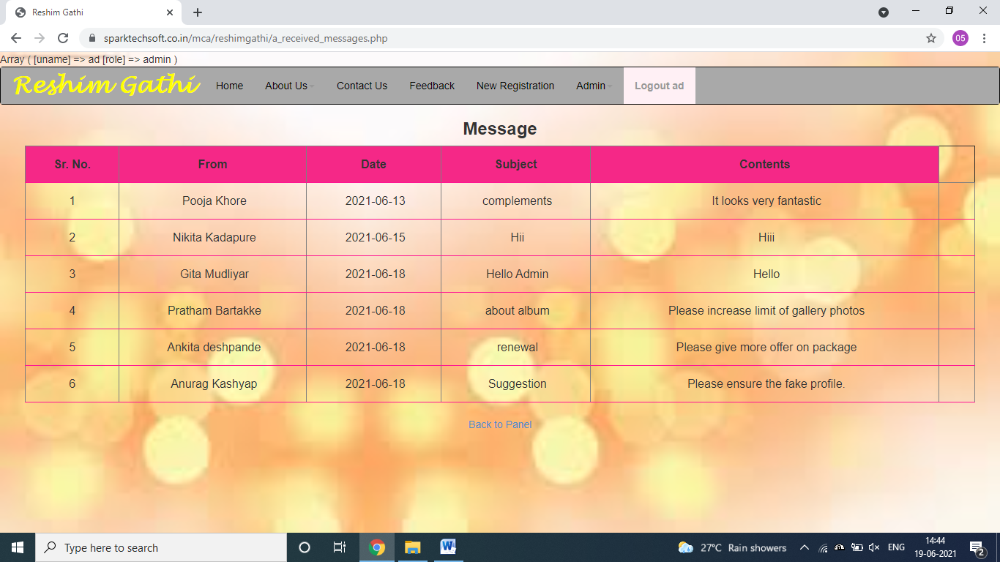 Reshim Gathi
sparktechsoft.co.in/mca/reshimgathi/a_received_messages.php
05
Array ( [uname] => ad [role] => admin )
Reshim Gathi Home About Us Contact Us Feedback New Registration Admin Logout ad
Message
Sr. No. From Date Subject Contents
1 Pooja Khore 2021-06-13 complements It looks very fantastic
2 Nikita Kadapure 2021-06-15 Hii Hiii
3 Gita Mudliyar 2021-06-18 Hello Admin Hello
4 Pratham Bartakke 2021-06-18 about album Please increase limit of gallery photos
5 Ankita deshpande 2021-06-18 renewal Please give more offer on package
6 Anurag Kashyap 2021-06-18 Suggestion Please ensure the fake profile.
Back to Panel
Type here to search
27°C Rain showers
ENG
14:44
19-06-2021
2